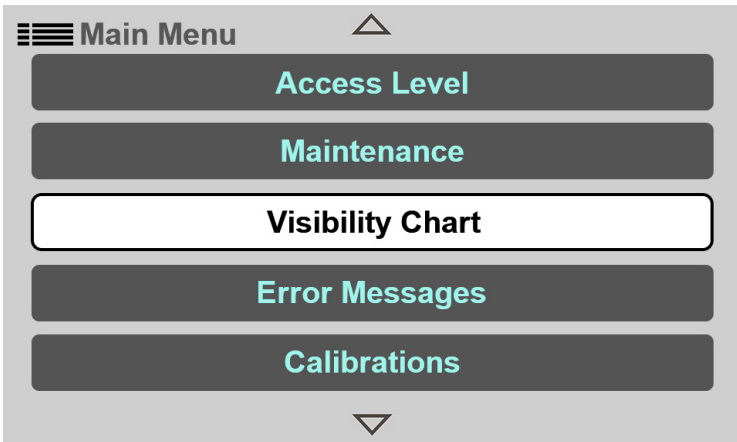 Main Menu
Access Level
Maintenance
Visibility Chart
Error Messages
Calibrations